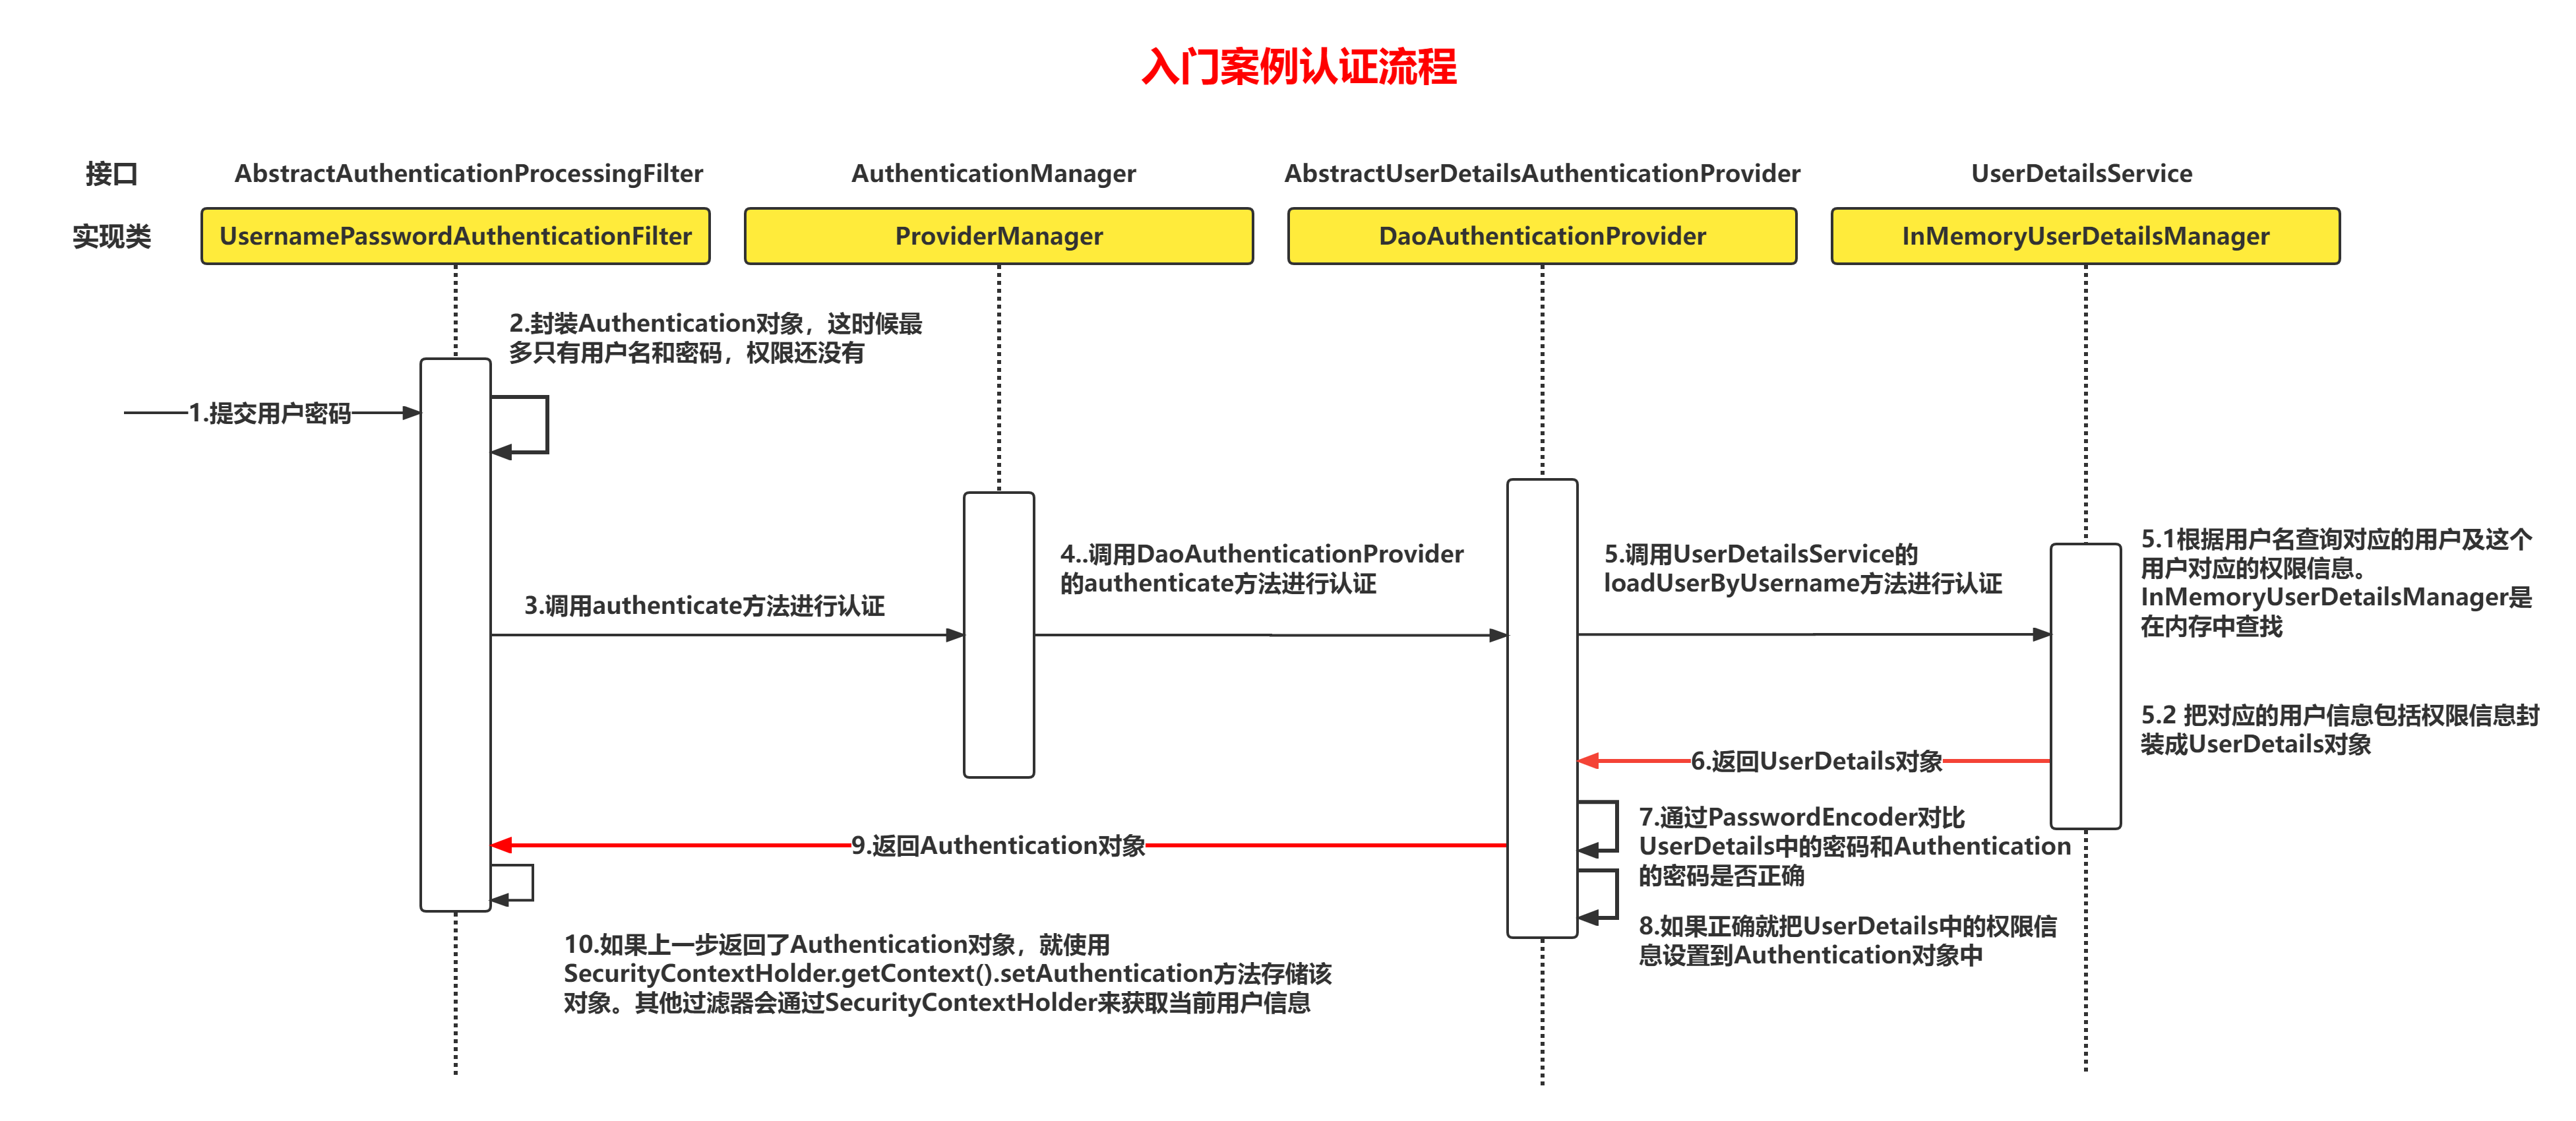 入门案例认证流程
接口
AbstractAuthenticationProcessingFilter
AuthenticationManager
AbstractUserDetailsAuthenticationProvider
UserDetailsService
实现类
UsernamePasswordAuthenticationFilter
ProviderManager
DaoAuthenticationProvider
InMemoryUserDetailsManager
2.封装Authentication对象，这时候最
多只有用户名和密码，权限还没有
1.提交用户密码
3.调用authenticate方法进行认证
4..调用DaoAuthenticationProvider
的authenticate方法进行认证
5.调用UserDetailsService的
loadUserByUsername方法进行认证
5.1根据用户名查询对应的用户及这个
用户对应的权限信息。
InMemoryUserDetailsManager是
在内存中查找
5.2 把对应的用户信息包括权限信息封
装成UserDetails对象
6.返回UserDetails对象
7.通过PasswordEncoder对比
UserDetails中的密码和Authentication
的密码是否正确
8.如果正确就把UserDetails中的权限信
息设置到Authentication对象中
9.返回Authentication对象
10.如果上一步返回了Authentication对象，就使用
SecurityContextHolder.getContext().setAuthentication方法存储该
对象。其他过滤器会通过SecurityContextHolder来获取当前用户信息